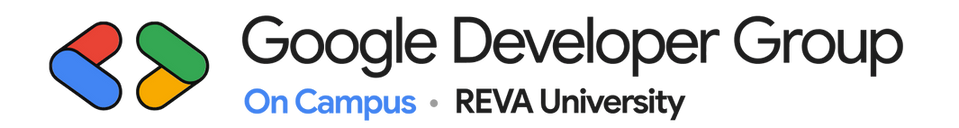 Google Developer Group
On Campus • REVA University